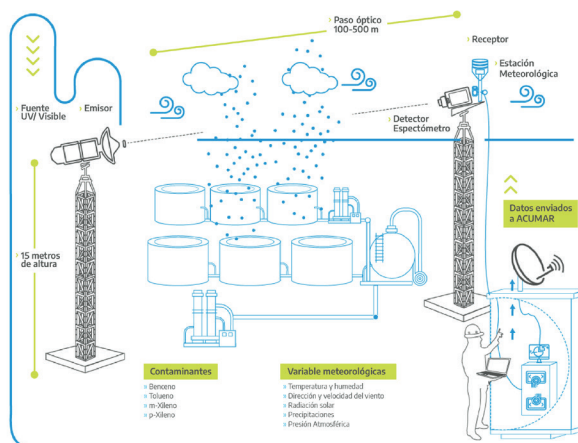 › Paso óptico
100-500 m
› Receptor
› Estación
Meteorológica
› Fuente
UV/ Visible
› Emisor
› Detector
Espectómetro
› 15 metros
de altura
Datos enviados
a ACUMAR
Contaminantes
» Benceno
» Tolueno
» m-Xileno
» p-Xileno
Variable meteorológicas
» Temperatura y humedad
» Dirección y velocidad del viento
» Radiación solar
» Precipitaciones
» Presión Atmosférica